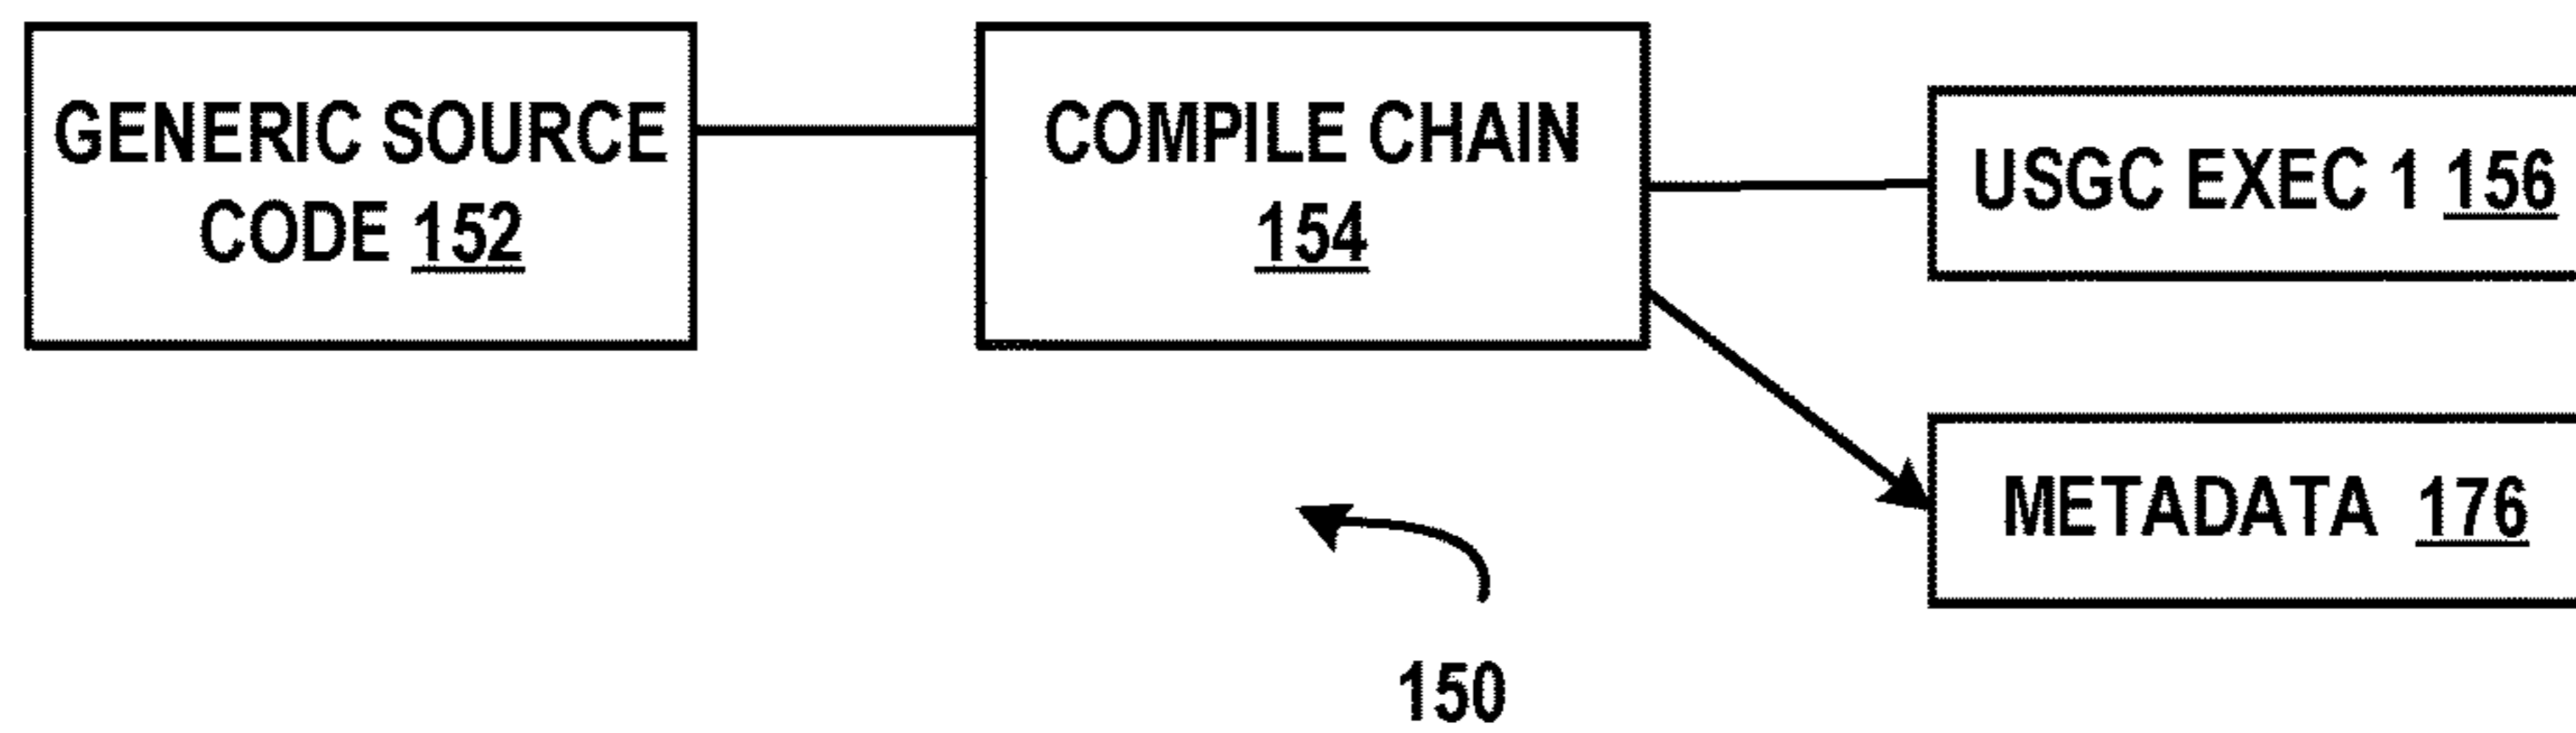 GENERIC SOURCE
CODE 152
COMPILE CHAIN
154
USGC EXEC 1 156
METADATA 176
150